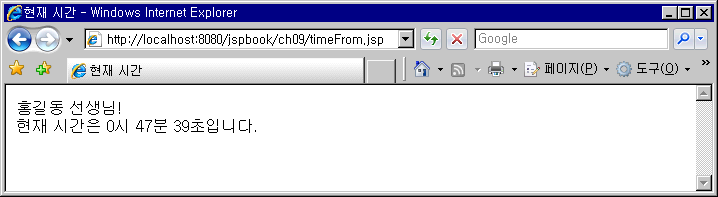 현재 시간 - Windows Internet Explorer
http://localhost:8080/jspbook/ch09/timeFrom.jsp
Google
현재 시간
페이지(P)
도구(O)
홍길동 선생님!
현재 시간은 0시 47분 39초입니다.